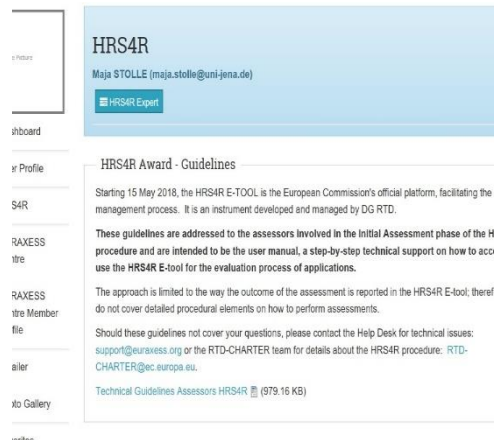 Picture
HRS4R
Maja STOLLE (maja.stolle@uni-jena.de)
HRS4R Expert
shboard
er Profile
S4R
RAXESS
ntre
RAXESS
ntre Member
file
ailer
oto Gallery
HRS4R Award - Guidelines
Starting 15 May 2018, the HRS4R E-TOOL is the European Commission's official platform, facilitating the
management process. It is an instrument developed and managed by DG RTD.
These guidelines are addressed to the assessors involved in the Initial Assessment phase of the H
procedure and are intended to be the user manual, a step-by-step technical support on how to acce
use the HRS4R E-tool for the evaluation process of applications.
The approach is limited to the way the outcome of the assessment is reported in the HRS4R E-tool; theref
do not cover detailed procedural elements on how to perform assessments.
Should these guidelines not cover your questions, please contact the Help Desk for technical issues:
support@euraxess.org or the RTD-CHARTER team for details about the HRS4R procedure: RTD-
CHARTER@ec.europa.eu.
Technical Guidelines Assessors HRS4R (979.16 KB)